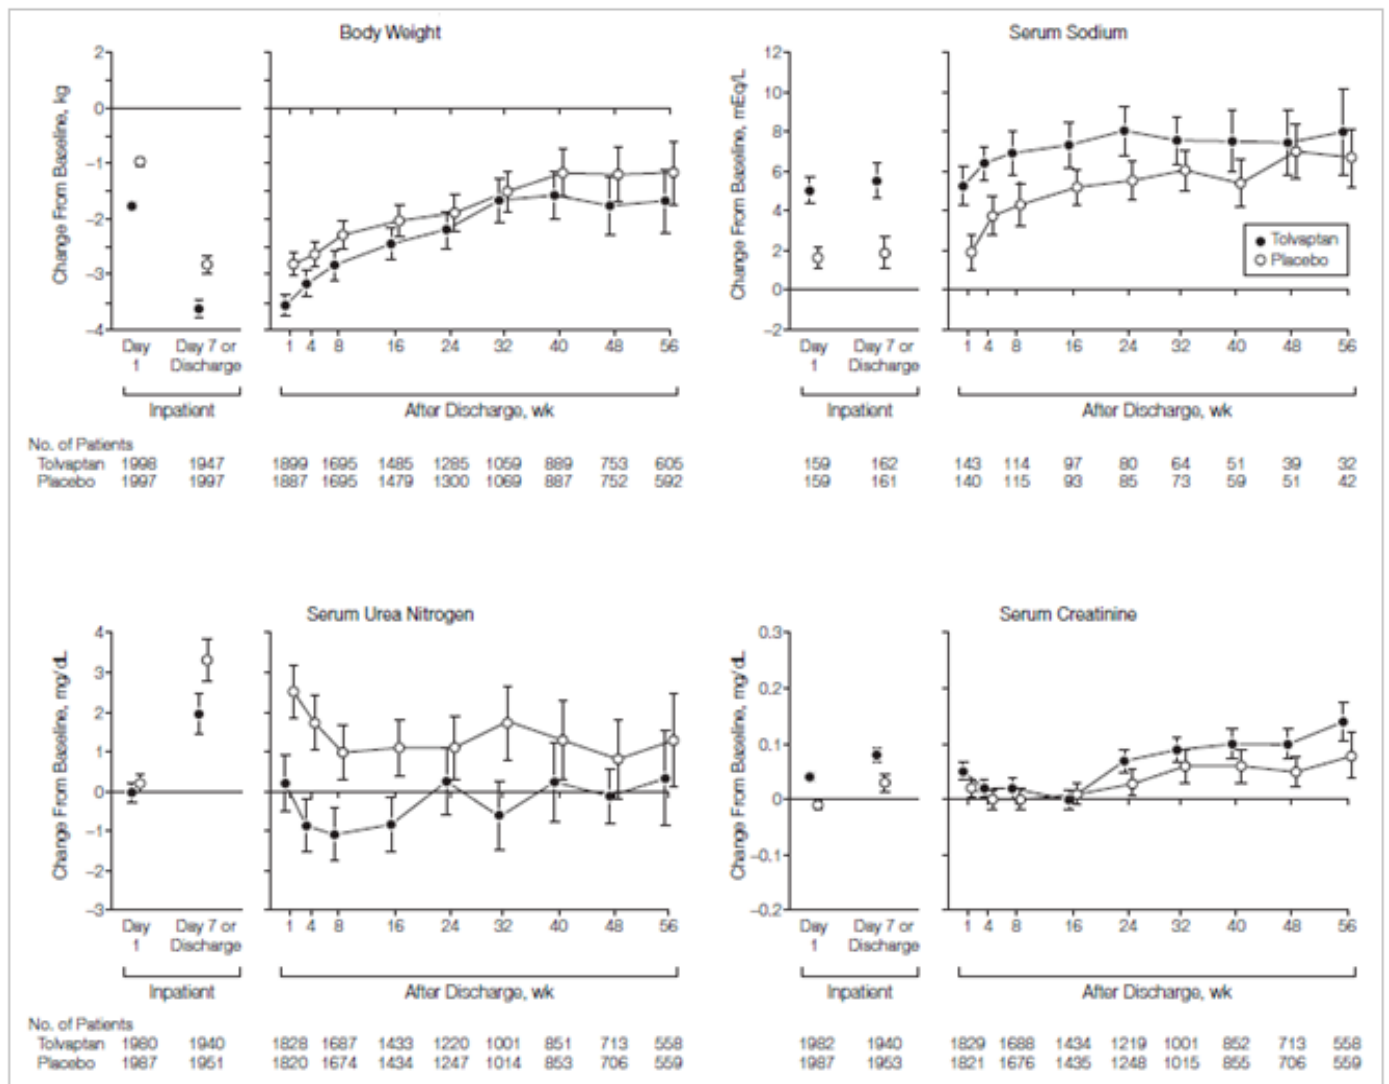 Body Weight
Change From Baseline, kg
2
0
–1
–2
–3
–4
Day 1
Day 7 or Discharge
1 4 8 16 24 32 40 48 56
Inpatient
After Discharge, wk
No. of Patients
Tolvaptan 1998 1947 1899 1695 1485 1285 1059 889 753 605
Placebo 1997 1997 1887 1695 1479 1300 1069 887 752 592
Serum Sodium
Change From Baseline, mEq/L
12
10
8
6
4
2
0
–2
Tolvaptan
Placebo
Day 1
Day 7 or Discharge
1 4 8 16 24 32 40 48 56
Inpatient
After Discharge, wk
159 162 143 114 97 80 64 51 39 32
159 161 140 115 93 85 73 59 51 42
Serum Urea Nitrogen
Change From Baseline, mg/dL
4
3
2
1
0
–1
–2
–3
Day 1
Day 7 or Discharge
1 4 8 16 24 32 40 48 56
Inpatient
After Discharge, wk
No. of Patients
Tolvaptan 1980 1940 1828 1687 1433 1220 1001 851 713 558
Placebo 1987 1951 1820 1674 1434 1247 1014 853 706 559
Serum Creatinine
Change From Baseline, mg/dL
0.3
0.2
0.1
0
–0.1
–0.2
Day 1
Day 7 or Discharge
1 4 8 16 24 32 40 48 56
Inpatient
After Discharge, wk
1982 1940 1829 1688 1434 1219 1001 852 713 558
1987 1953 1821 1676 1435 1248 1015 855 706 559